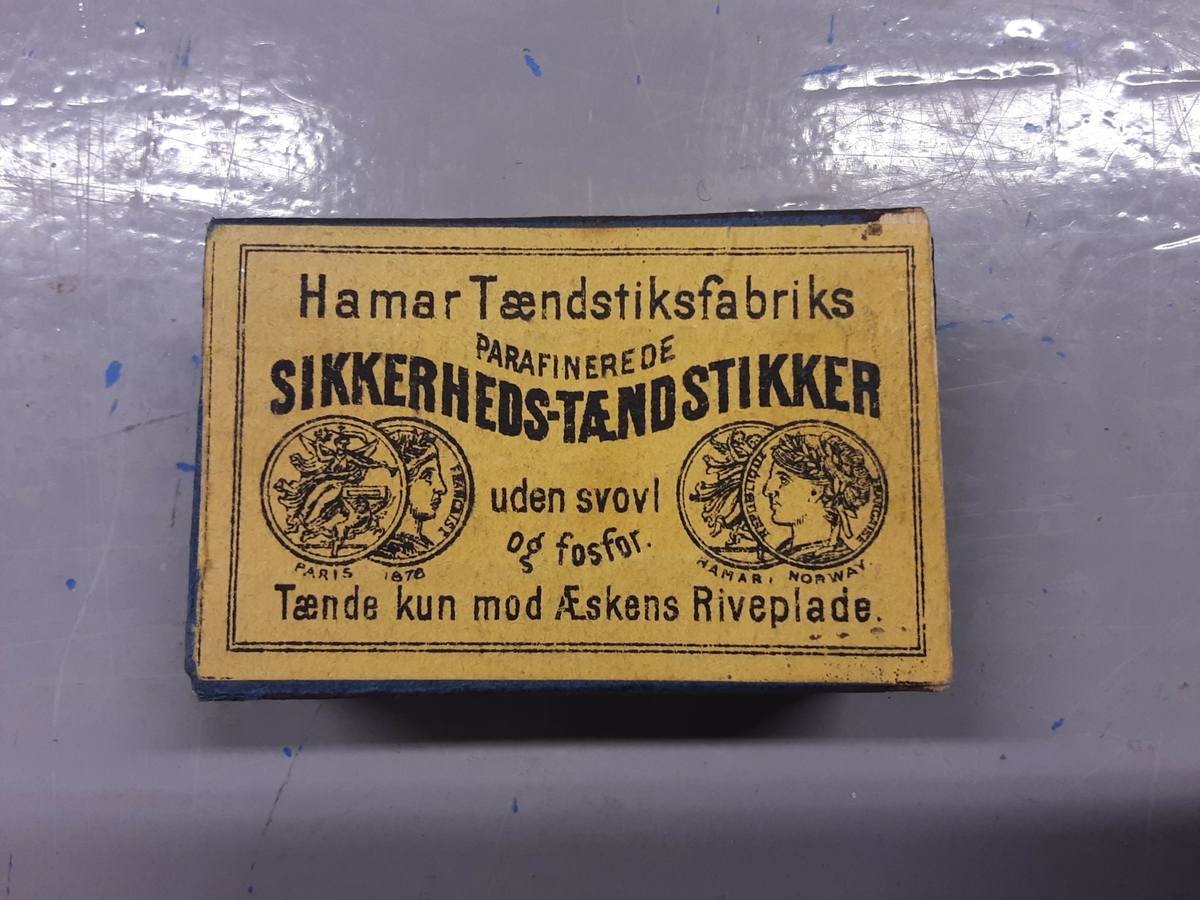 Hamar Tændstiksfabriks
PARAFINEREDE
SIKKERHEDS-TÆNDSTIKKER
uden svovl
og fosfor.
PARIS 1878
HAMAR, NORWAY.
Tænde kun mod Æskens Riveplade.